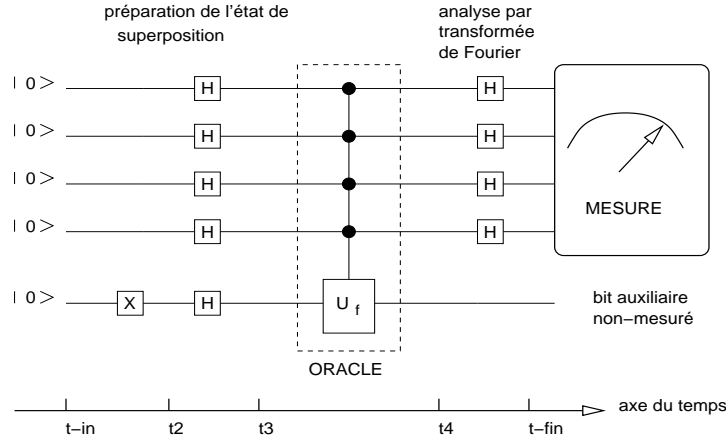 préparation de l'état de
superposition
analyse par
transformée
de Fourier
| 0 > H H
| 0 > H H
| 0 > H H
| 0 > H H
MESURE
| 0 > X H U f
bit auxiliaire
non−mesuré
ORACLE
axe du temps
t−in t2 t3 t4 t−fin